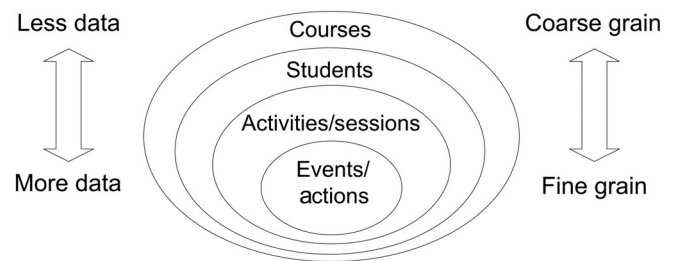 Less data
Courses
Coarse grain
Students
Activities/sessions
Events/
actions
More data
Fine grain